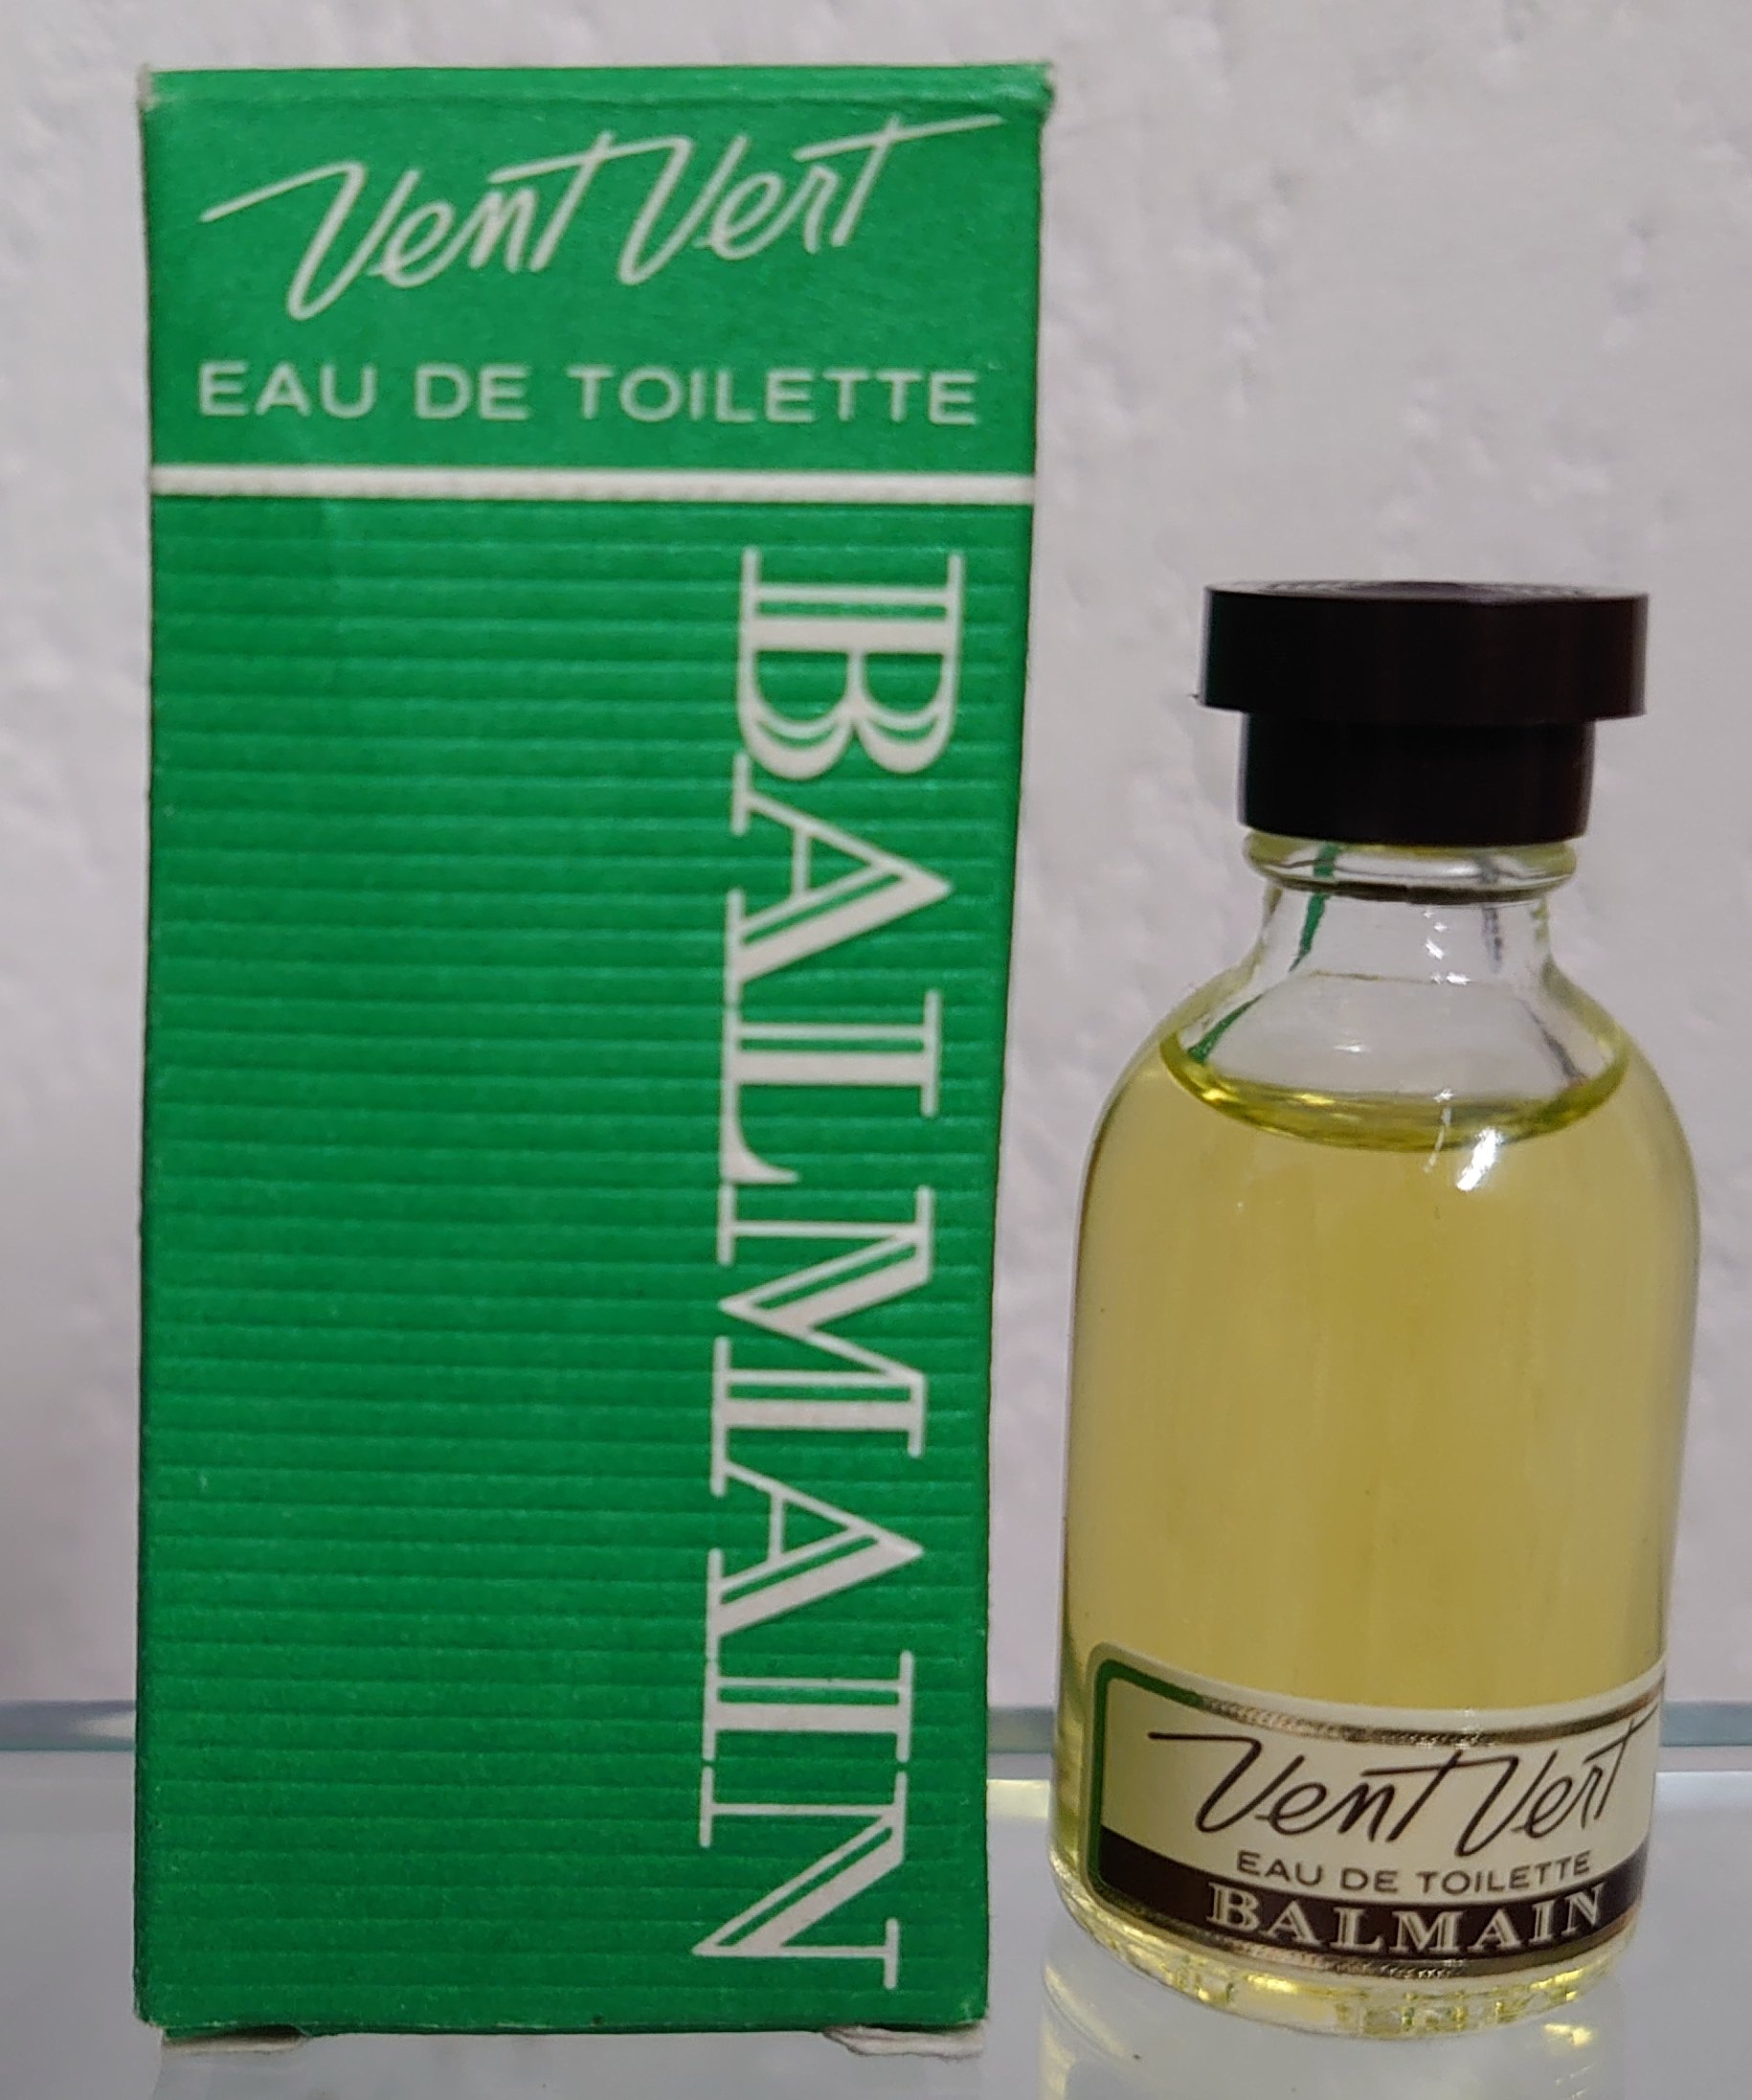 Vent Vert
EAU DE TOILETTE
BALMAIN
Vent Vert
EAU DE TOILETTE
BALMAIN